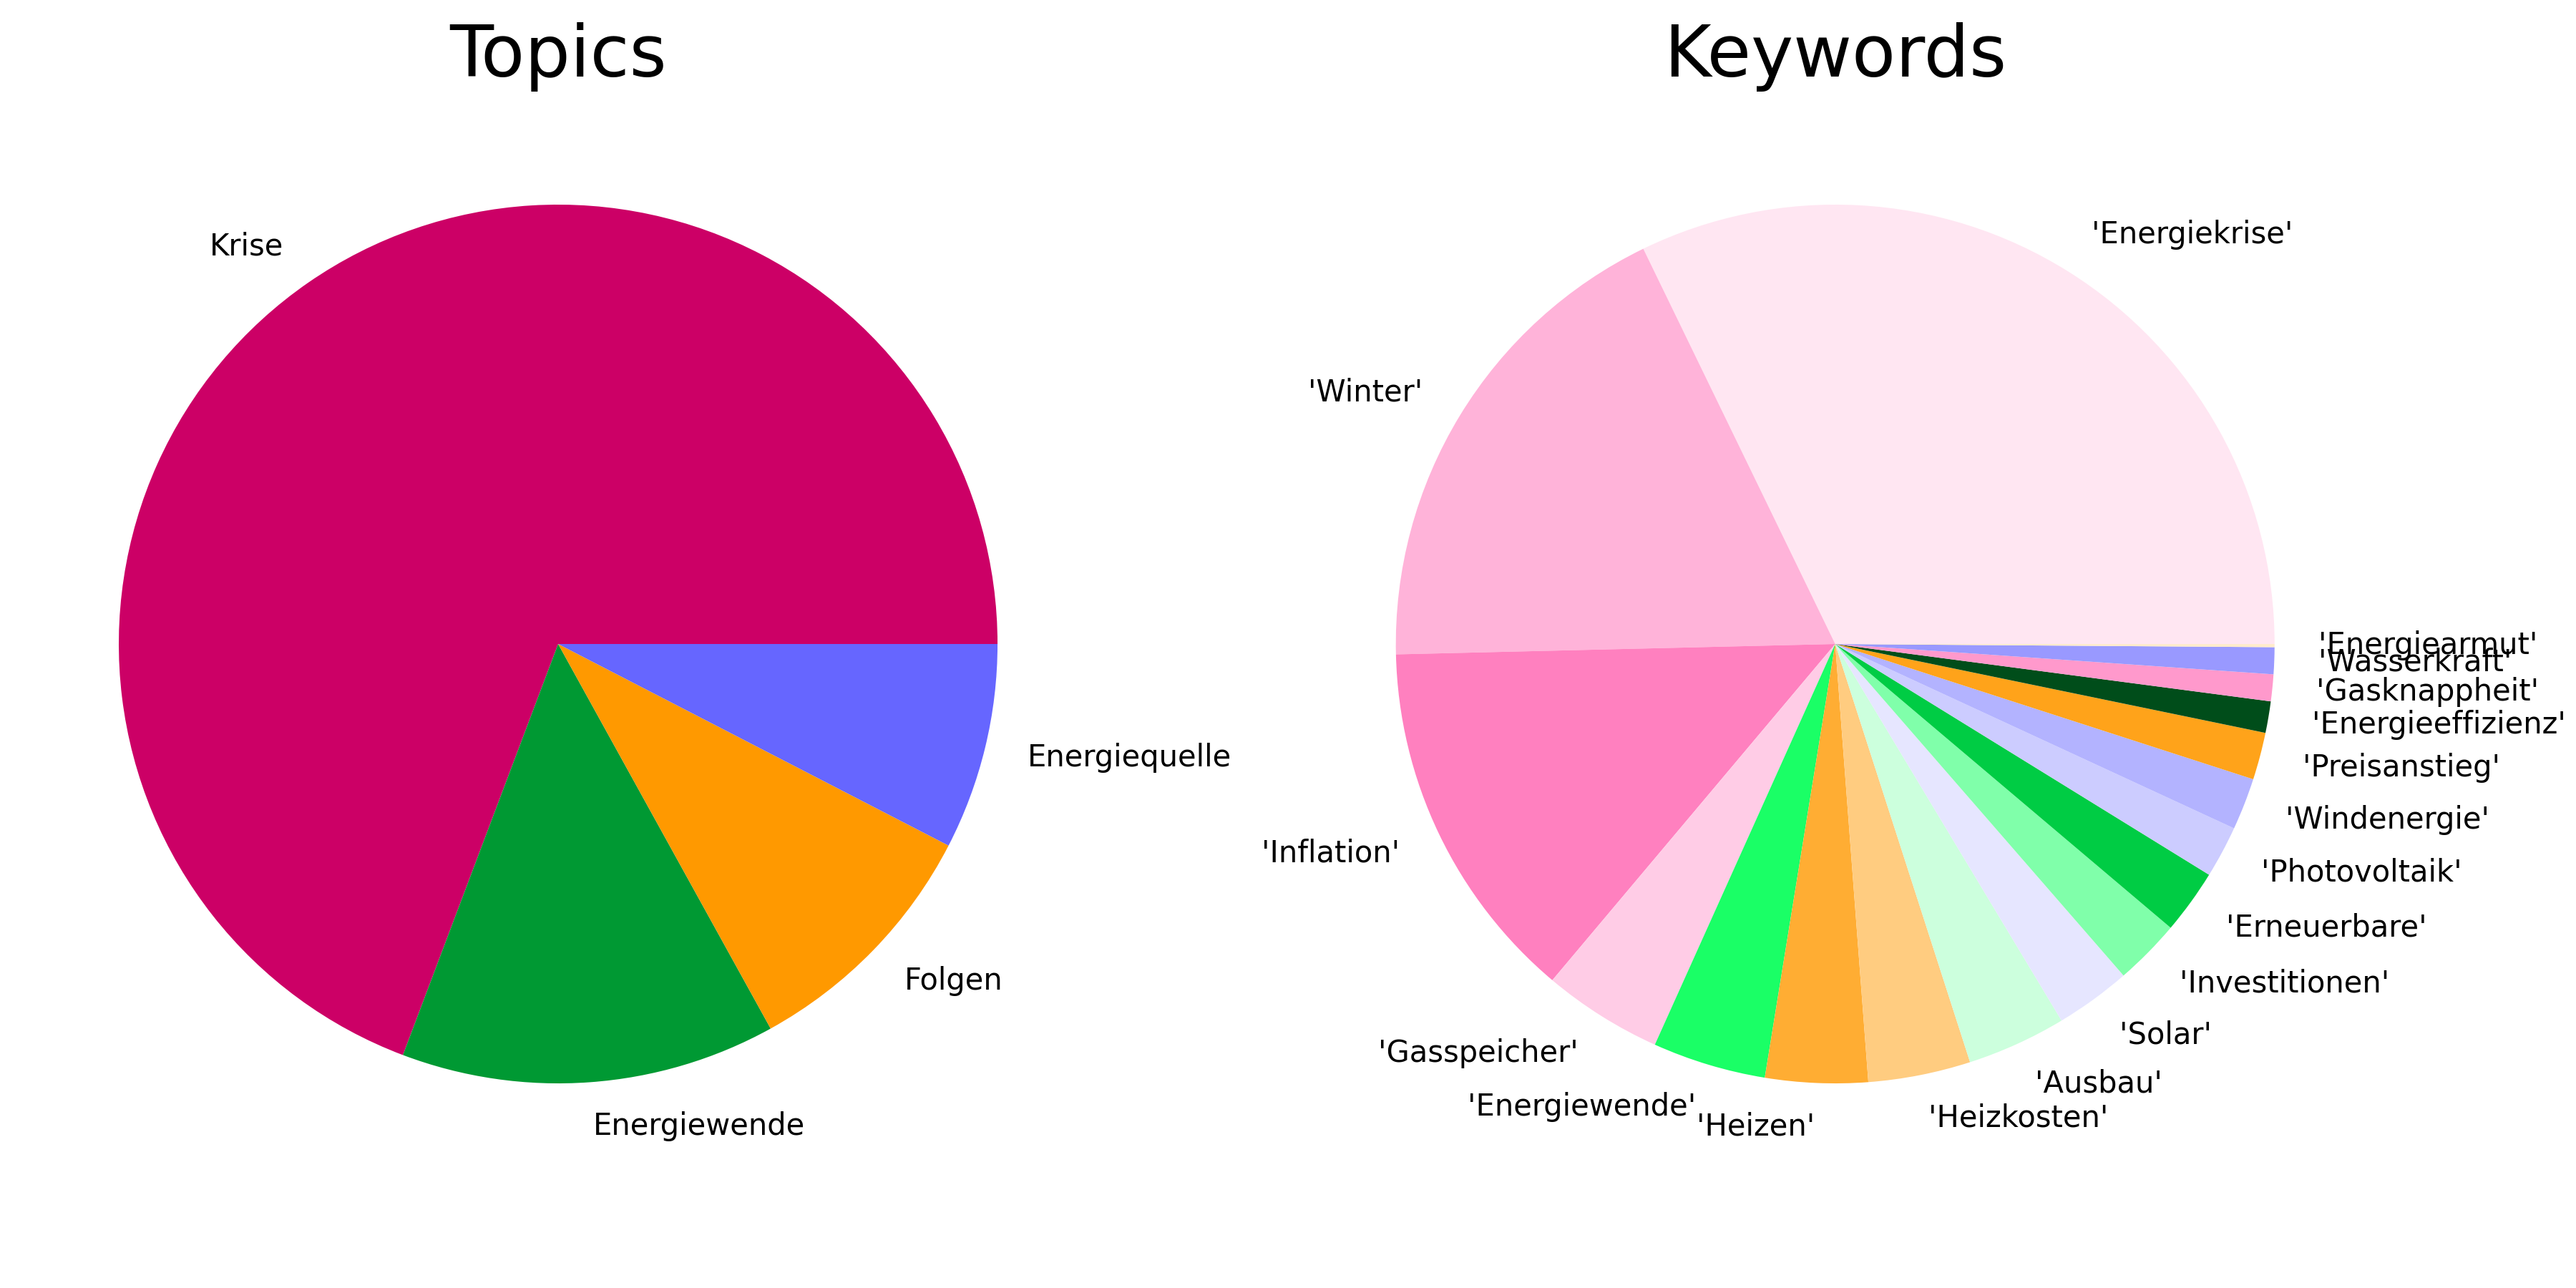 Topics
Krise
Energiequelle
Folgen
Energiewende
Keywords
'Energiekrise'
'Winter'
'Inflation'
'Gasspeicher'
'Energiewende'
'Heizen'
'Heizkosten'
'Ausbau'
'Solar'
'Investitionen'
'Erneuerbare'
'Photovoltaik'
'Windenergie'
'Preisanstieg'
'Energieeffizienz'
'Gasknappheit'
'Wasserkraft'
'Energiearmut'